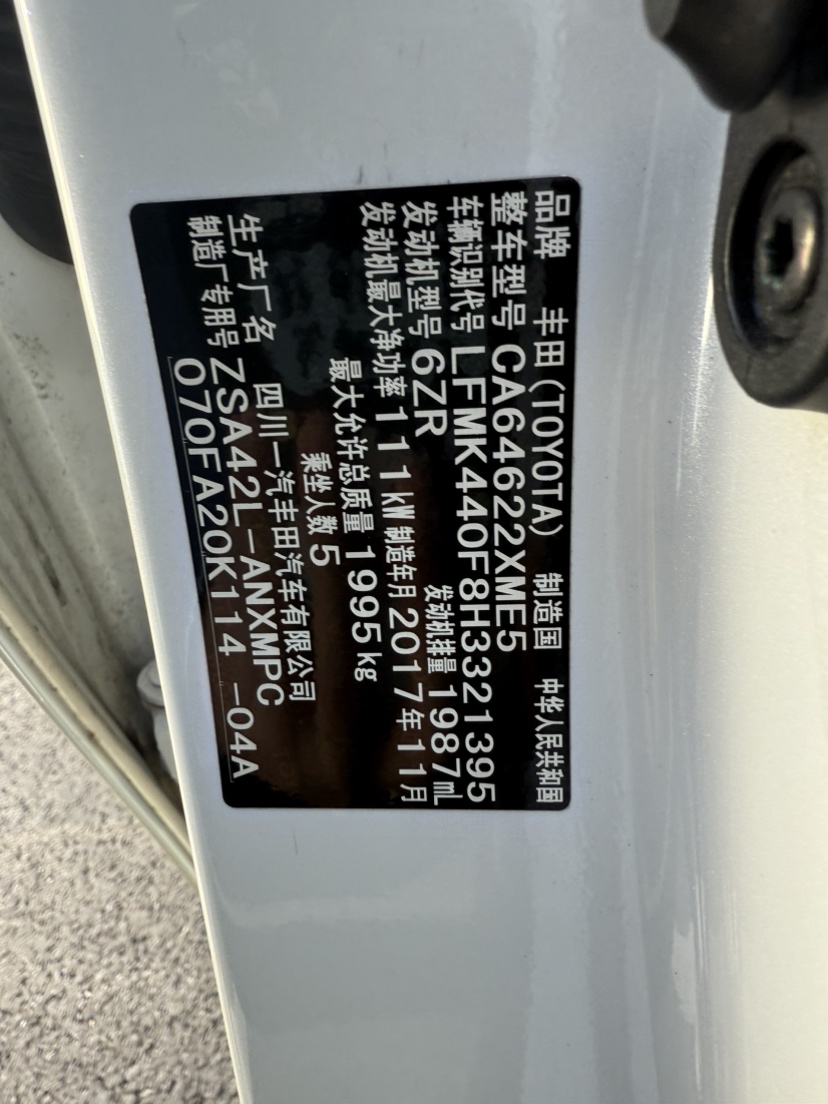 品牌 丰田(TOYOTA) 制造国 中华人民共和国
整车型号 CA64622XME5
车辆识别代号 LFMK440F8H3321395
发动机型号 6ZR 发动机排量 1987mL
发动机最大净功率 111kW 制造年月 2017年11月
最大允许总质量 1995kg
乘坐人数 5
生产厂名 四川一汽丰田汽车有限公司
制造厂专用号 ZSA42L-ANXMPC
070FA20K114 -04A